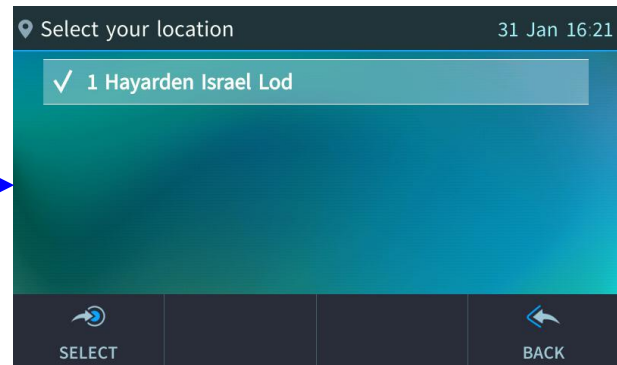 Select your location 31 Jan 16:21
✓ 1 Hayarden Israel Lod
SELECT BACK